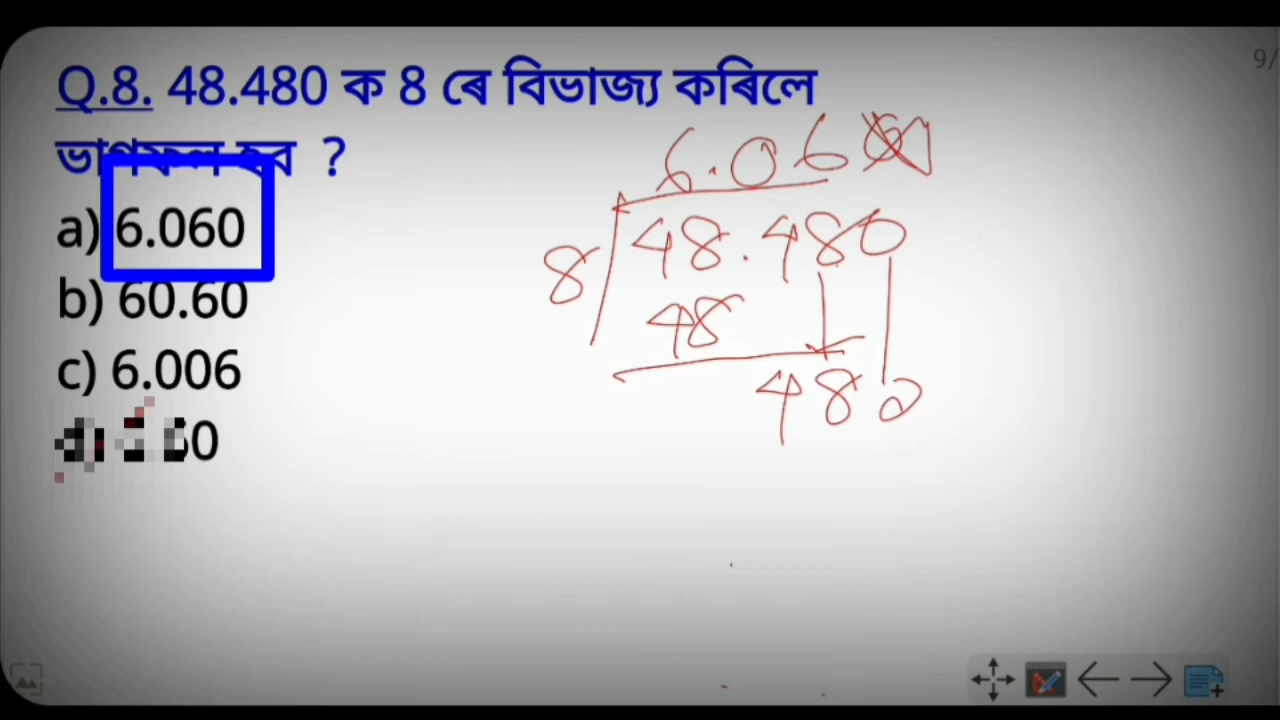 Q.8. 48.480 ক 8 ৰে বিভাজ্য কৰিলে
ভাগফল হব ?
a) 6.060
b) 60.60
c) 6.006
6.06
8 48.480
48
480
9/